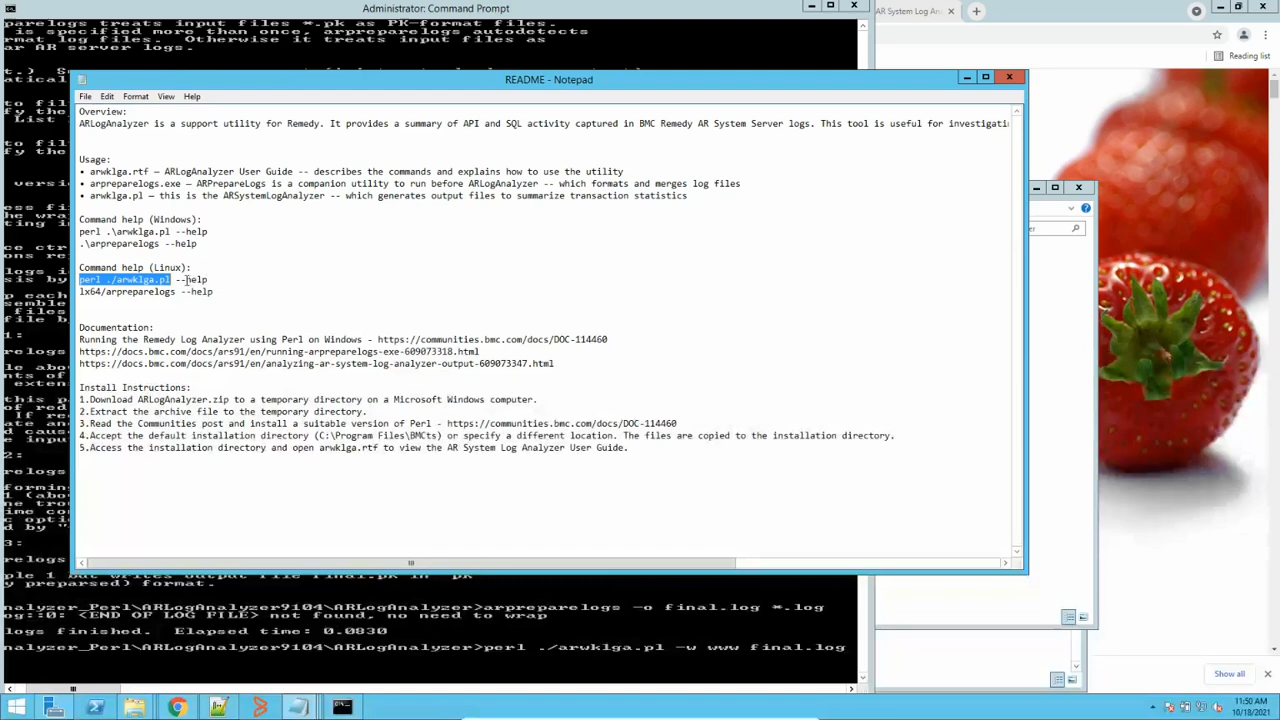 Administrator: Command Prompt
AR System Log An
parelogs treats input files *.pk as PK-format files.
is specified more than once, arpreparelogs autodetects
rmat log files. Otherwise it treats input files as
ar AR server logs.
Reading list
README - Notepad
File Edit Format View Help
Overview:
ARLogAnalyzer is a support utility for Remedy. It provides a summary of API and SQL activity captured in BMC Remedy AR System Server logs. This tool is useful for investigatin
Usage:
• arwklga.rtf — ARLogAnalyzer User Guide -- describes the commands and explains how to use the utility
• arpreparelogs.exe — ARPrepareLogs is a companion utility to run before ARLogAnalyzer -- which formats and merges log files
• arwklga.pl — this is the ARSystemLogAnalyzer -- which generates output files to summarize transaction statistics
Command help (Windows):
perl .\arwklga.pl --help
.\arpreparelogs --help
Command help (Linux):
perl ./arwklga.pl --help
lx64/arpreparelogs --help
Documentation:
Running the Remedy Log Analyzer using Perl on Windows - https://communities.bmc.com/docs/DOC-114460
https://docs.bmc.com/docs/ars91/en/running-arpreparelogs-exe-609073318.html
https://docs.bmc.com/docs/ars91/en/analyzing-ar-system-log-analyzer-output-609073347.html
Install Instructions:
1.Download ARLogAnalyzer.zip to a temporary directory on a Microsoft Windows computer.
2.Extract the archive file to the temporary directory.
3.Read the Communities post and install a suitable version of Perl - https://communities.bmc.com/docs/DOC-114460
4.Accept the default installation directory (C:\Program Files\BMCts) or specify a different location. The files are copied to the installation directory.
5.Access the installation directory and open arwklga.rtf to view the AR System Log Analyzer User Guide.
ple 1 but writes output file final.pk in "pk"
y preparsed) format.
nalyzer_Perl\ARLogAnalyzer9104\ARLogAnalyzer>arpreparelogs -o final.log *.log
og::0: <END OF LOG FILE> not found, no need to wrap
logs finished. Elapsed time: 0.0830
nalyzer_Perl\ARLogAnalyzer9104\ARLogAnalyzer>perl ./arwklga.pl -w www final.log
Show all
11:50 AM
10/18/2021